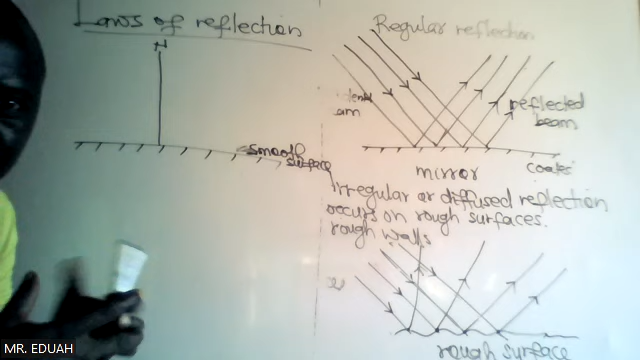 Laws of reflection
N
smooth
surface
Regular reflection
reflected
beam
mirror
Irregular or diffused reflection
occurs on rough surfaces.
rough walls
rough surface
MR. EDUAH